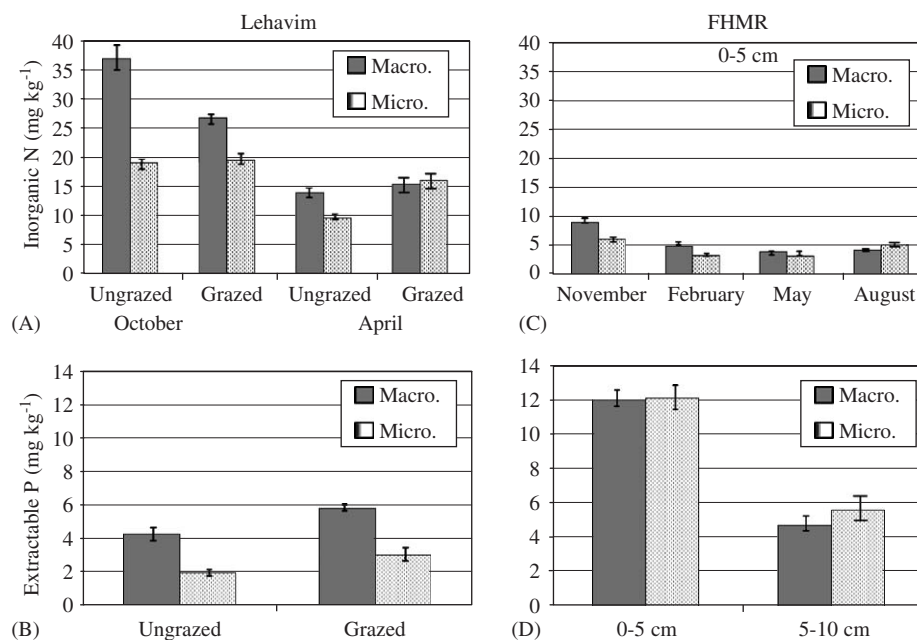 Lehavim
Inorganic N (mg kg-1)
40
35
30
25
20
15
10
5
0
Macro.
Micro.
Ungrazed Grazed Ungrazed Grazed
October April
(A)
FHMR
0-5 cm
40
35
30
25
20
15
10
5
0
Macro.
Micro.
November February May August
(C)
Extractable P (mg kg-1)
14
12
10
8
6
4
2
0
Macro.
Micro.
Ungrazed Grazed
(B)
14
12
10
8
6
4
2
0
Macro.
Micro.
0-5 cm 5-10 cm
(D)